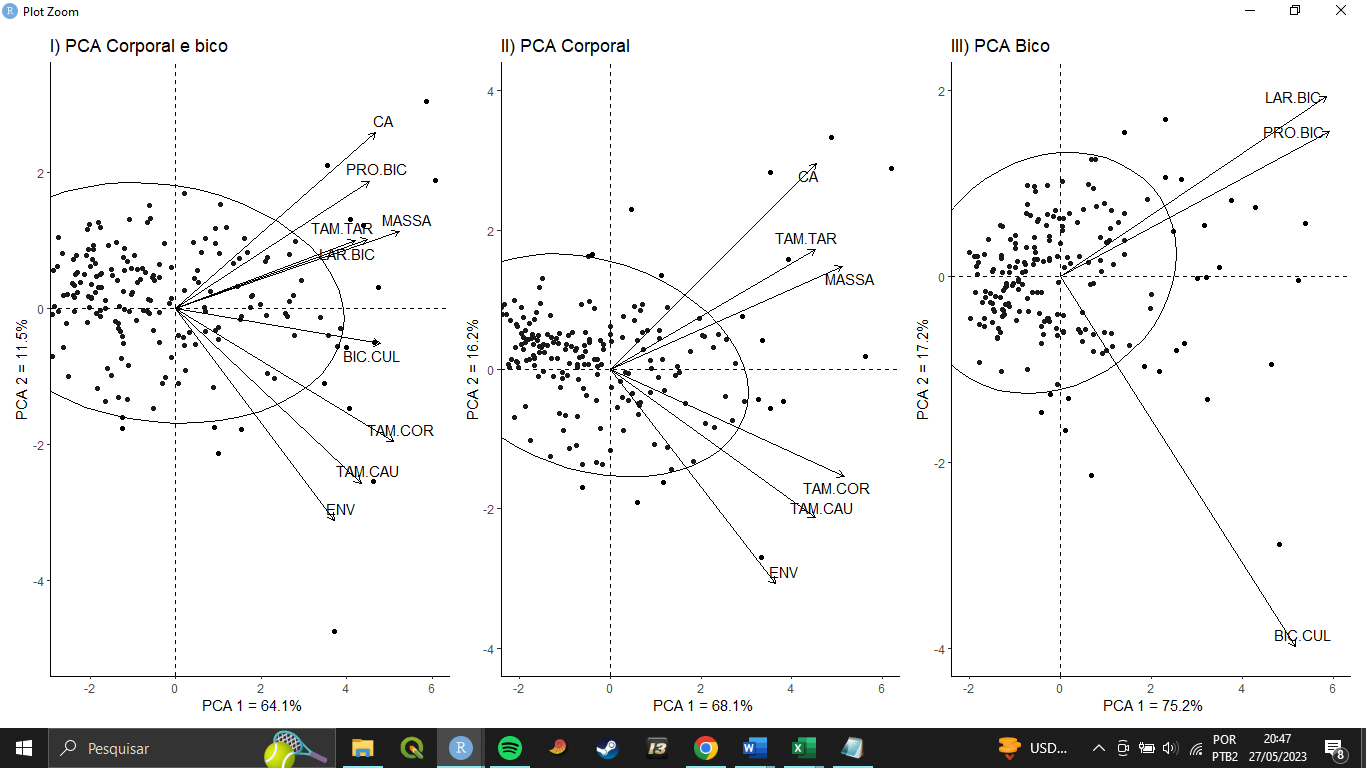 Plot Zoom
I) PCA Corporal e bico
CA
PRO.BIC
MASSA
TAM.TAR
LAR.BIC
BIC.CUL
TAM.COR
TAM.CAU
ENV
2
0
-2
-4
PCA 2 = 11.5%
-2 0 2 4 6
PCA 1 = 64.1%
II) PCA Corporal
CA
TAM.TAR
MASSA
TAM.COR
TAM.CAU
ENV
4
2
0
-2
-4
PCA 2 = 16.2%
-2 0 2 4 6
PCA 1 = 68.1%
III) PCA Bico
LAR.BIC
PRO.BIC
BIC.CUL
2
0
-2
-4
PCA 2 = 17.2%
-2 0 2 4 6
PCA 1 = 75.2%
Pesquisar
R
13
USD...
POR
PTB2
20:47
27/05/2023
8